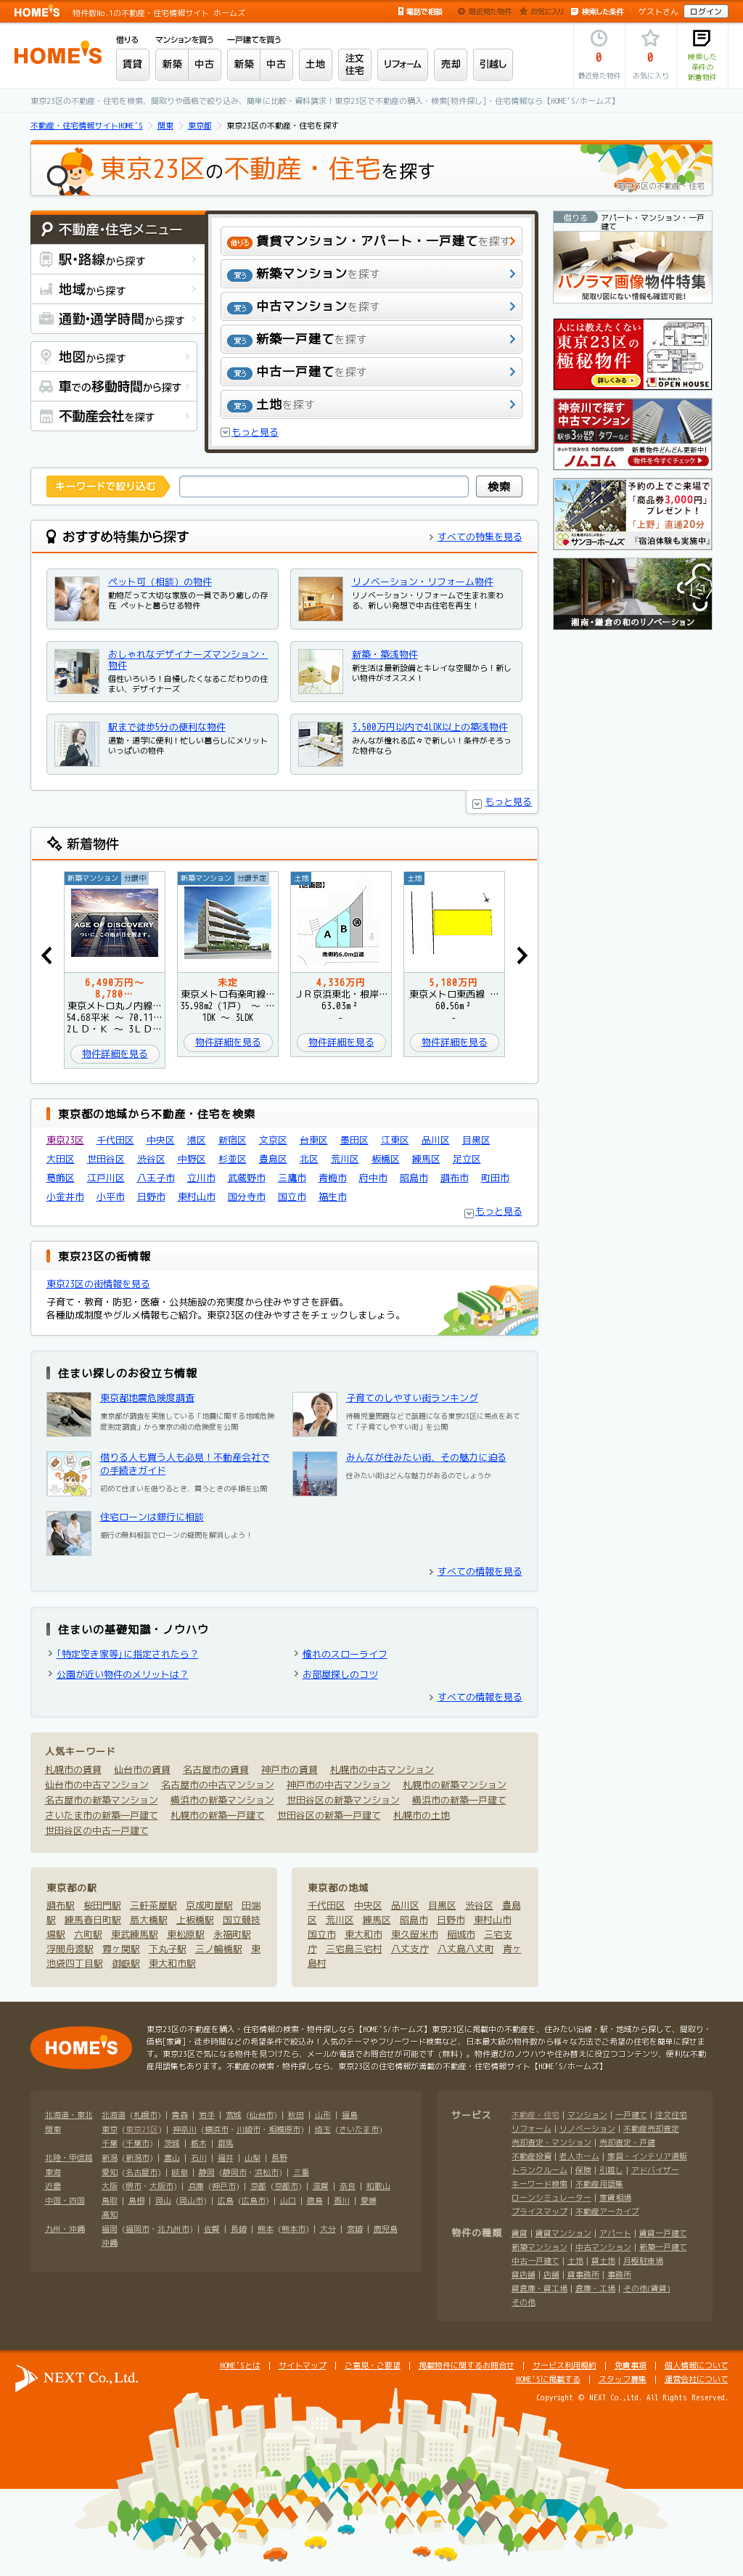 HOME'S 物件数No.1の不動産・住宅情報サイト ホームズ
電話で相談 最近見た物件 お気に入り 検索した条件 ゲストさん ログイン
HOME'S
借りる マンションを買う 一戸建てを買う
賃貸 新築 中古 新築 中古 土地 注文住宅 リフォーム 売却 引越し
0 最近見た物件
0 お気に入り
検索した条件の新着物件
東京23区の不動産・住宅を検索、間取りや価格で絞り込み、簡単に比較・資料請求！東京23区で不動産の購入・検索[物件探し]・住宅情報なら【HOME'S/ホームズ】
不動産・住宅情報サイトHOME'S 関東 東京都 東京23区の不動産・住宅を探す
東京23区の不動産・住宅を探す
東京23区の不動産・住宅
不動産・住宅メニュー
駅・路線から探す
地域から探す
通勤・通学時間から探す
地図から探す
車での移動時間から探す
不動産会社を探す
借りる 賃貸マンション・アパート・一戸建てを探す
買う 新築マンションを探す
買う 中古マンションを探す
買う 新築一戸建てを探す
買う 中古一戸建てを探す
買う 土地を探す
もっと見る
キーワードで絞り込む 検索
借りる アパート・マンション・一戸建て
パノラマ画像物件特集
間取り図にない情報も確認可能！
人には教えたくない
東京23区の極秘物件
詳しくみる OPEN HOUSE
神奈川で探す
中古マンション
駅歩3分以内 タワーなど
ネットで住みかえ nomu.com
ノムコム
新着物件どんどん更新中!
物件を今すぐチェック
予約の上でご来場で
「商品券3,000円」プレゼント！
「上野」直通20分
サンヨーホームズ 『宿泊体験も実施中』
湘南・鎌倉の和のリノベーション
おすすめ特集から探す
すべての特集を見る
ペット可（相談）の物件
動物だって大切な家族の一員であり癒しの存在 ペットと暮らせる物件
リノベーション・リフォーム物件
リノベーション・リフォームで生まれ変わる、新しい発想で中古住宅を再生！
おしゃれなデザイナーズマンション・物件
個性いろいろ！自慢したくなるこだわりの住まい、デザイナーズ
新築・築浅物件
新生活は最新設備とキレイな空間から！新しい物件がオススメ！
駅まで徒歩5分の便利な物件
通勤・通学に便利！忙しい暮らしにメリットいっぱいの物件
3,500万円以内で4LDK以上の築浅物件
みんなが憧れる広々で新しい！条件がそろった物件なら
もっと見る
新着物件
新築マンション 分譲中
AGE OF DISCOVERY
6,490万円～8,780…
東京メトロ丸ノ内線…
54.68平米 ～ 70.11…
2LD・K ～ 3LD…
物件詳細を見る
新築マンション 分譲予定
未定
東京メトロ有楽町線…
35.98m2（1戸） ～ …
1DK ～ 3LDK
物件詳細を見る
土地
【区画図】
A B
南側約6.0m公道
4,336万円
ＪＲ京浜東北・根岸…
63.03m²
-
物件詳細を見る
土地
5,180万円
東京メトロ東西線 …
60.56m²
-
物件詳細を見る
東京都の地域から不動産・住宅を検索
東京23区 千代田区 中央区 港区 新宿区 文京区 台東区 墨田区 江東区 品川区 目黒区
大田区 世田谷区 渋谷区 中野区 杉並区 豊島区 北区 荒川区 板橋区 練馬区 足立区
葛飾区 江戸川区 八王子市 立川市 武蔵野市 三鷹市 青梅市 府中市 昭島市 調布市 町田市
小金井市 小平市 日野市 東村山市 国分寺市 国立市 福生市
もっと見る
東京23区の街情報
東京23区の街情報を見る
子育て・教育・防犯・医療・公共施設の充実度から住みやすさを評価。
各種助成制度やグルメ情報もご紹介。東京23区の住みやすさをチェックしましょう。
住まい探しのお役立ち情報
東京都地震危険度調査
東京都が調査を実施している「地震に関する地域危険度測定調査」から東京の街の危険度を公開
子育てのしやすい街ランキング
待機児童問題などで話題になる東京23区に焦点をあてて「子育てしやすい街」を公開
借りる人も買う人も必見！不動産会社での手続きガイド
初めて住まいを借りるとき、買うときの手順を公開
みんなが住みたい街、その魅力に迫る
住みたい街はどんな魅力があるのでしょうか
住宅ローンは銀行に相談
銀行の無料相談でローンの疑問を解消しよう！
すべての情報を見る
住まいの基礎知識・ノウハウ
「特定空き家等」に指定されたら？
憧れのスローライフ
公園が近い物件のメリットは？
お部屋探しのコツ
すべての情報を見る
人気キーワード
札幌市の賃貸 仙台市の賃貸 名古屋市の賃貸 神戸市の賃貸 札幌市の中古マンション
仙台市の中古マンション 名古屋市の中古マンション 神戸市の中古マンション 札幌市の新築マンション
名古屋市の新築マンション 横浜市の新築マンション 世田谷区の新築マンション 横浜市の新築一戸建て
さいたま市の新築一戸建て 札幌市の新築一戸建て 世田谷区の新築一戸建て 札幌市の土地
世田谷区の中古一戸建て
東京都の駅
調布駅 桜田門駅 三軒茶屋駅 京成町屋駅 田端駅 練馬春日町駅 扇大橋駅 上板橋駅 国立競技場駅 六町駅 東武練馬駅 東松原駅 永福町駅 浮間舟渡駅 霞ヶ関駅 下丸子駅 三ノ輪橋駅 東池袋四丁目駅 御嶽駅 東大和市駅
東京都の地域
千代田区 中央区 品川区 目黒区 渋谷区 豊島区 荒川区 練馬区 昭島市 日野市 東村山市 国立市 東大和市 東久留米市 稲城市 三宅支庁 三宅島三宅村 八丈支庁 八丈島八丈町 青ヶ島村
HOME'S
東京23区の不動産を購入・住宅情報の検索・物件探しなら【HOME'S/ホームズ】東京23区に掲載中の不動産を、住みたい沿線・駅・地域から探して、間取り・価格[家賃]・徒歩時間などの希望条件で絞込み！人気のテーマやフリーワード検索など、日本最大級の物件数から様々な方法でご希望の住宅を簡単に探せます。東京23区で気になる物件を見つけたら、メールか電話でお問合せが可能です（無料）。物件選びのノウハウや住み替えに役立つコンテンツ、便利な不動産用語集もあります。不動産の検索・物件探しなら、東京23区の住宅情報が満載の不動産・住宅情報サイト【HOME'S/ホームズ】
北海道・東北 北海道 (札幌市) | 青森 | 岩手 | 宮城 (仙台市) | 秋田 | 山形 | 福島
関東 東京 (東京23区) | 神奈川 (横浜市・川崎市・相模原市) | 埼玉 (さいたま市)
千葉 (千葉市) | 茨城 | 栃木 | 群馬
北陸・甲信越 新潟 (新潟市) | 富山 | 石川 | 福井 | 山梨 | 長野
東海 愛知 (名古屋市) | 岐阜 | 静岡 (静岡市・浜松市) | 三重
近畿 大阪 (堺市・大阪市) | 兵庫 (神戸市) | 京都 (京都市) | 滋賀 | 奈良 | 和歌山
中国・四国 鳥取 | 島根 | 岡山 (岡山市) | 広島 (広島市) | 山口 | 徳島 | 香川 | 愛媛
高知
九州・沖縄 福岡 (福岡市・北九州市) | 佐賀 | 長崎 | 熊本 (熊本市) | 大分 | 宮崎 | 鹿児島
沖縄
サービス 不動産・住宅 | マンション | 一戸建て | 注文住宅
リフォーム | リノベーション | 不動産売却査定
売却査定・マンション | 売却査定・戸建
不動産投資 | 老人ホーム | 家具・インテリア通販
トランクルーム | 保険 | 引越し | アドバイザー
キーワード検索 | 不動産用語集
ローンシミュレーター | 家賃相場
プライスマップ | 不動産アーカイブ
物件の種類 賃貸 | 賃貸マンション | アパート | 賃貸一戸建て
新築マンション | 中古マンション | 新築一戸建て
中古一戸建て | 土地 | 貸土地 | 月極駐車場
貸店舗 | 店舗 | 貸事務所 | 事務所
貸倉庫・貸工場 | 倉庫・工場 | その他(賃貸)
その他
NEXT Co.,Ltd.
HOME'Sとは | サイトマップ | ご意見・ご要望 | 掲載物件に関するお問合せ | サービス利用規約 | 免責事項 | 個人情報について
HOME'Sに掲載する | スタッフ募集 | 運営会社について
Copyright © NEXT Co.,Ltd. All Rights Reserved.